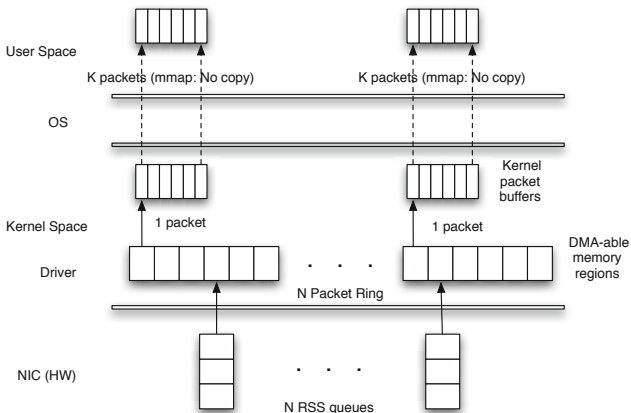 User Space
K packets (mmap: No copy)
K packets (mmap: No copy)
OS
Kernel
packet
buffers
1 packet
1 packet
Kernel Space
DMA-able
memory
regions
Driver
. . .
N Packet Ring
NIC (HW)
. . .
N RSS queues